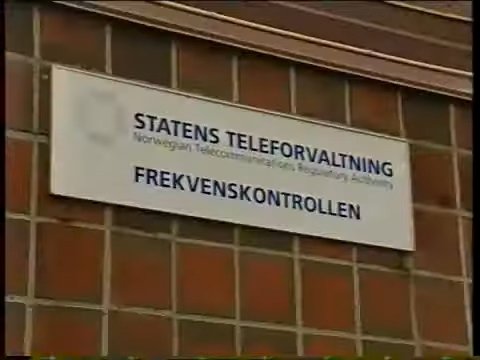 STATENS TELEFORVALTNING
Norwegian Telecommunications Regulatory Authority
FREKVENSKONTROLLEN